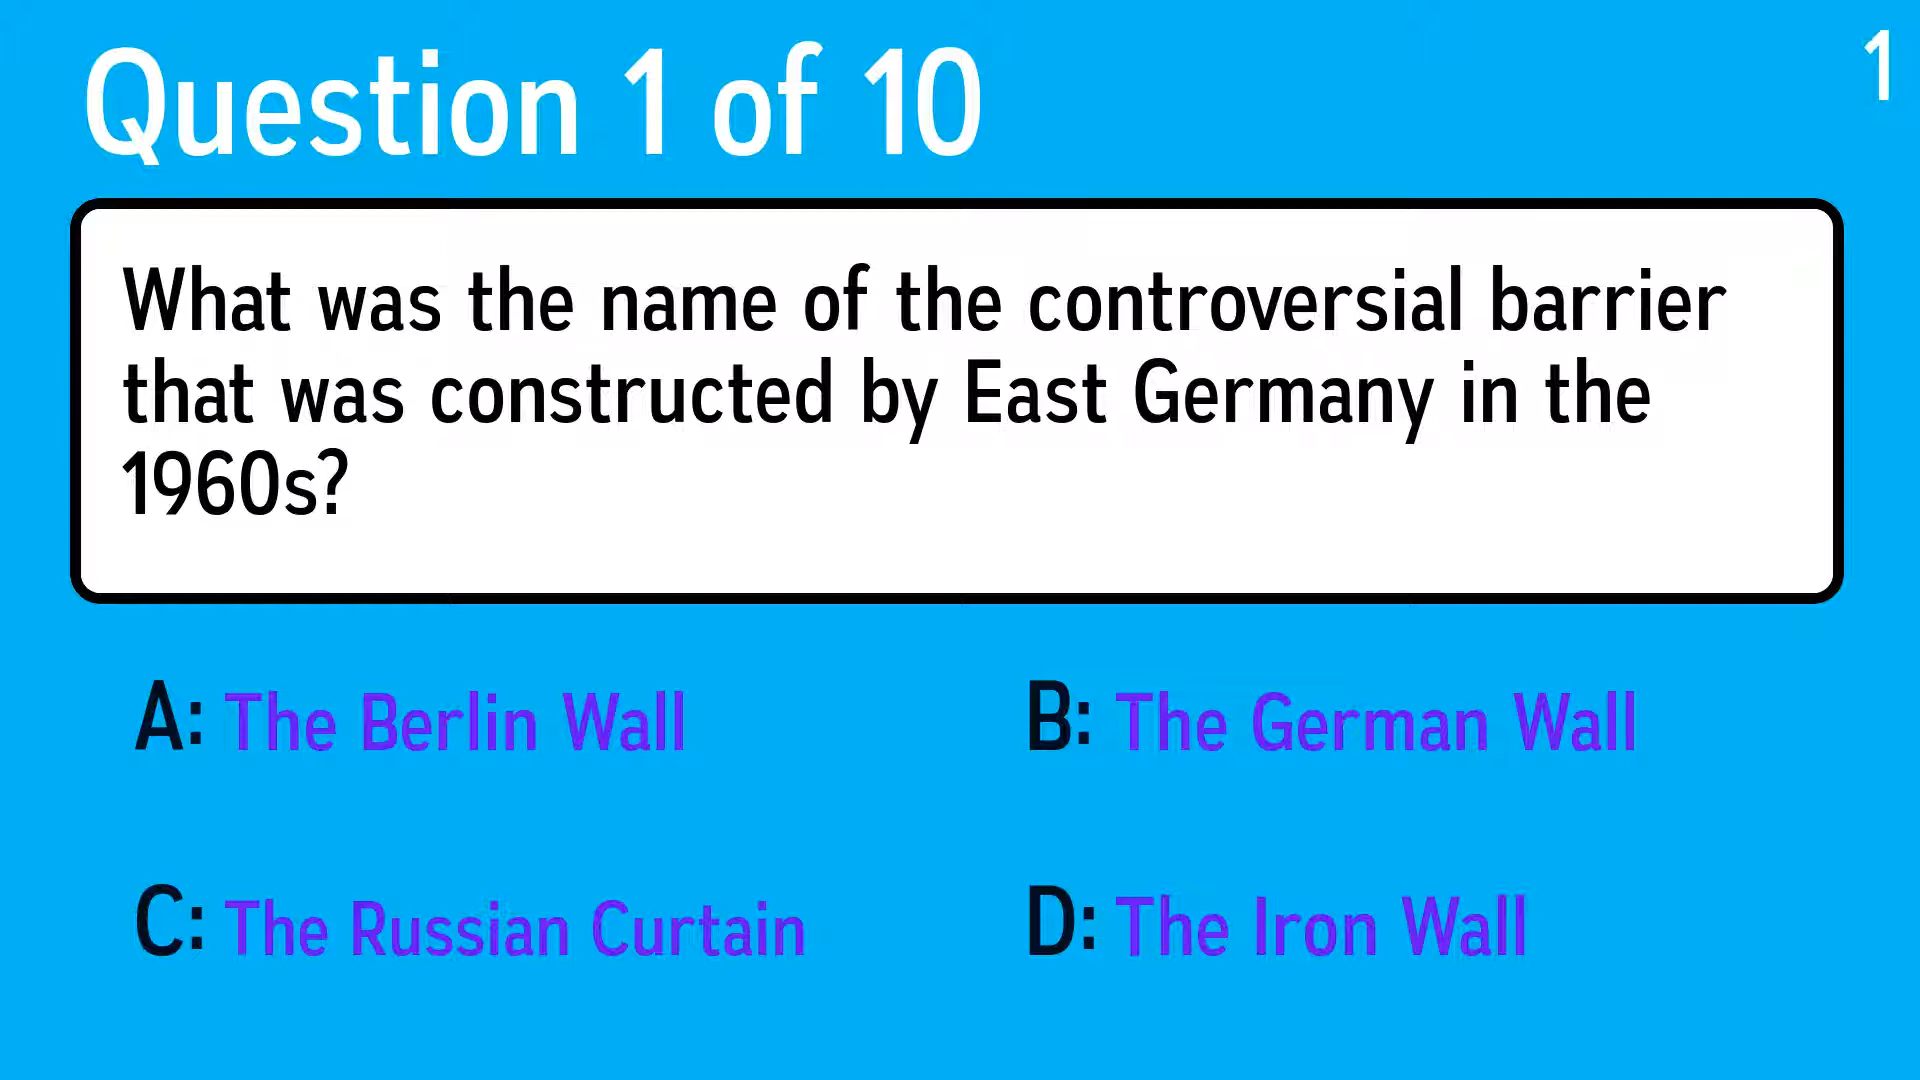 Question 1 of 10
1
What was the name of the controversial barrier
that was constructed by East Germany in the
1960s?
A: The Berlin Wall
B: The German Wall
C: The Russian Curtain
D: The Iron Wall